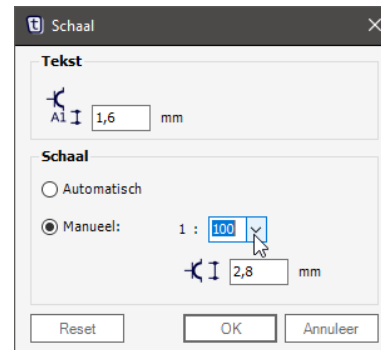 t Schaal
Tekst
A1 1,6 mm
Schaal
Automatisch
Manueel: 1 : 100
2,8 mm
Reset OK Annuleer